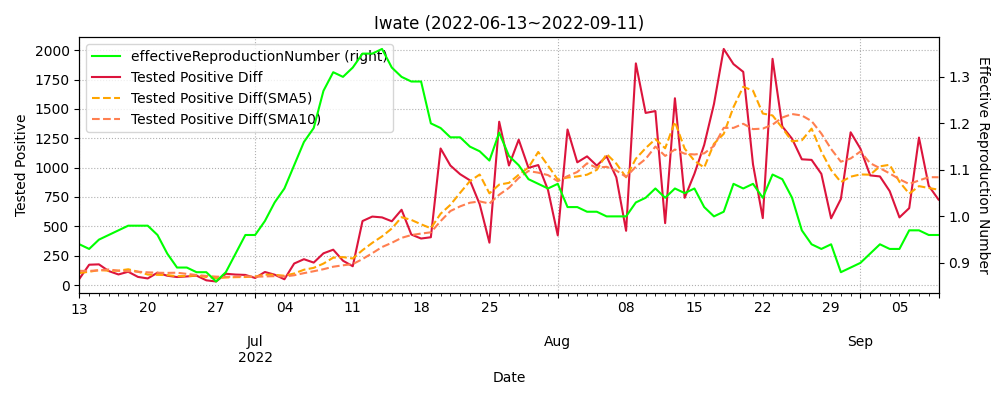 Iwate (2022-06-13~2022-09-11)
effectiveReproductionNumber (right)
Tested Positive Diff
Tested Positive Diff(SMA5)
Tested Positive Diff(SMA10)
Tested Positive
2000
1750
1500
1250
1000
750
500
250
0
Effective Reproduction Number
1.3
1.2
1.1
1.0
0.9
13 20 27 04 11 18 25 08 15 22 29 05
Jul Aug Sep
2022
Date